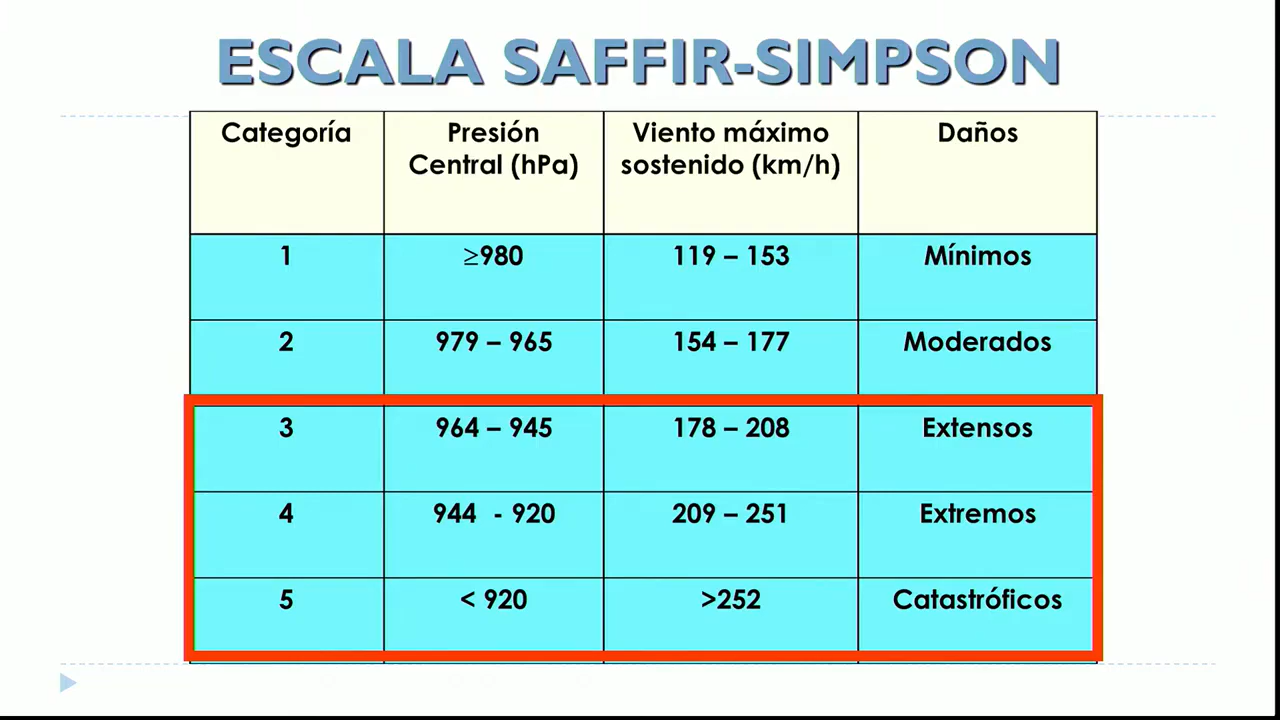 ESCALA SAFFIR-SIMPSON
Categoría
Presión
Central (hPa)
Viento máximo
sostenido (km/h)
Daños
1
≥980
119 – 153
Mínimos
2
979 – 965
154 – 177
Moderados
3
964 – 945
178 – 208
Extensos
4
944 - 920
209 – 251
Extremos
5
< 920
>252
Catastróficos